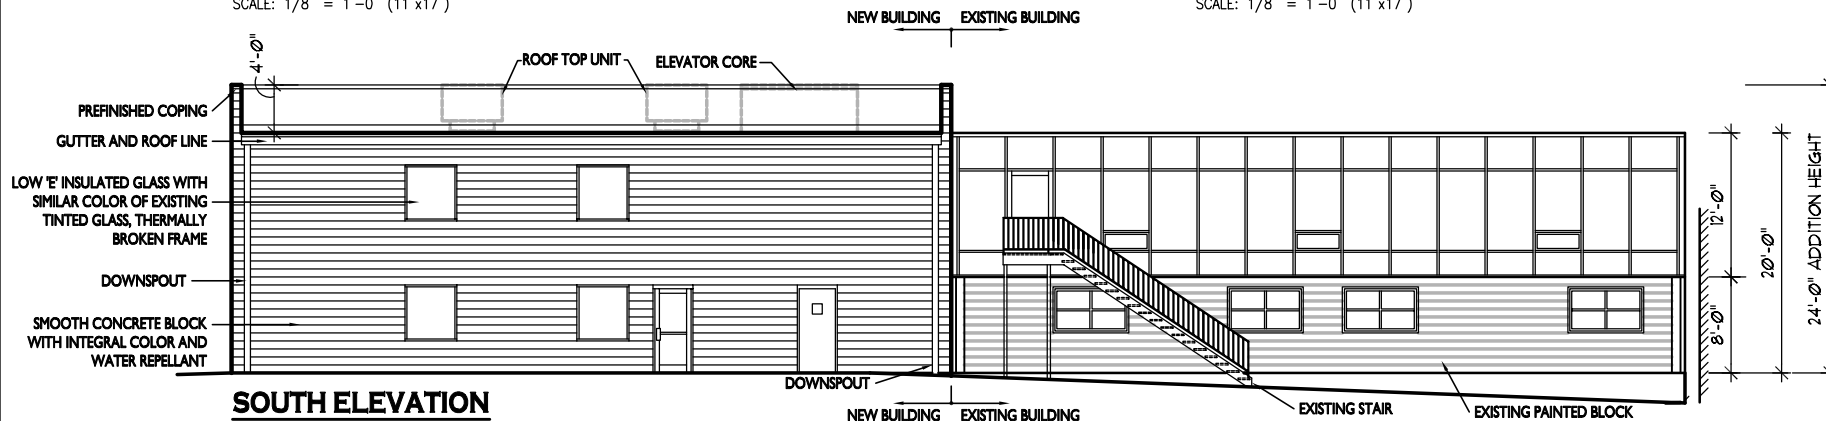 SCALE: 1/8" = 1'-0" (11"x17")
SCALE: 1/8" = 1'-0" (11"x17")
NEW BUILDING
EXISTING BUILDING
4'-0"
ROOF TOP UNIT
ELEVATOR CORE
PREFINISHED COPING
GUTTER AND ROOF LINE
LOW 'E' INSULATED GLASS WITH
SIMILAR COLOR OF EXISTING
TINTED GLASS, THERMALLY
BROKEN FRAME
DOWNSPOUT
SMOOTH CONCRETE BLOCK
WITH INTEGRAL COLOR AND
WATER REPELLANT
12'-0"
8'-0"
20'-0"
24'-0" ADDITION HEIGHT
DOWNSPOUT
SOUTH ELEVATION
NEW BUILDING
EXISTING BUILDING
EXISTING STAIR
EXISTING PAINTED BLOCK